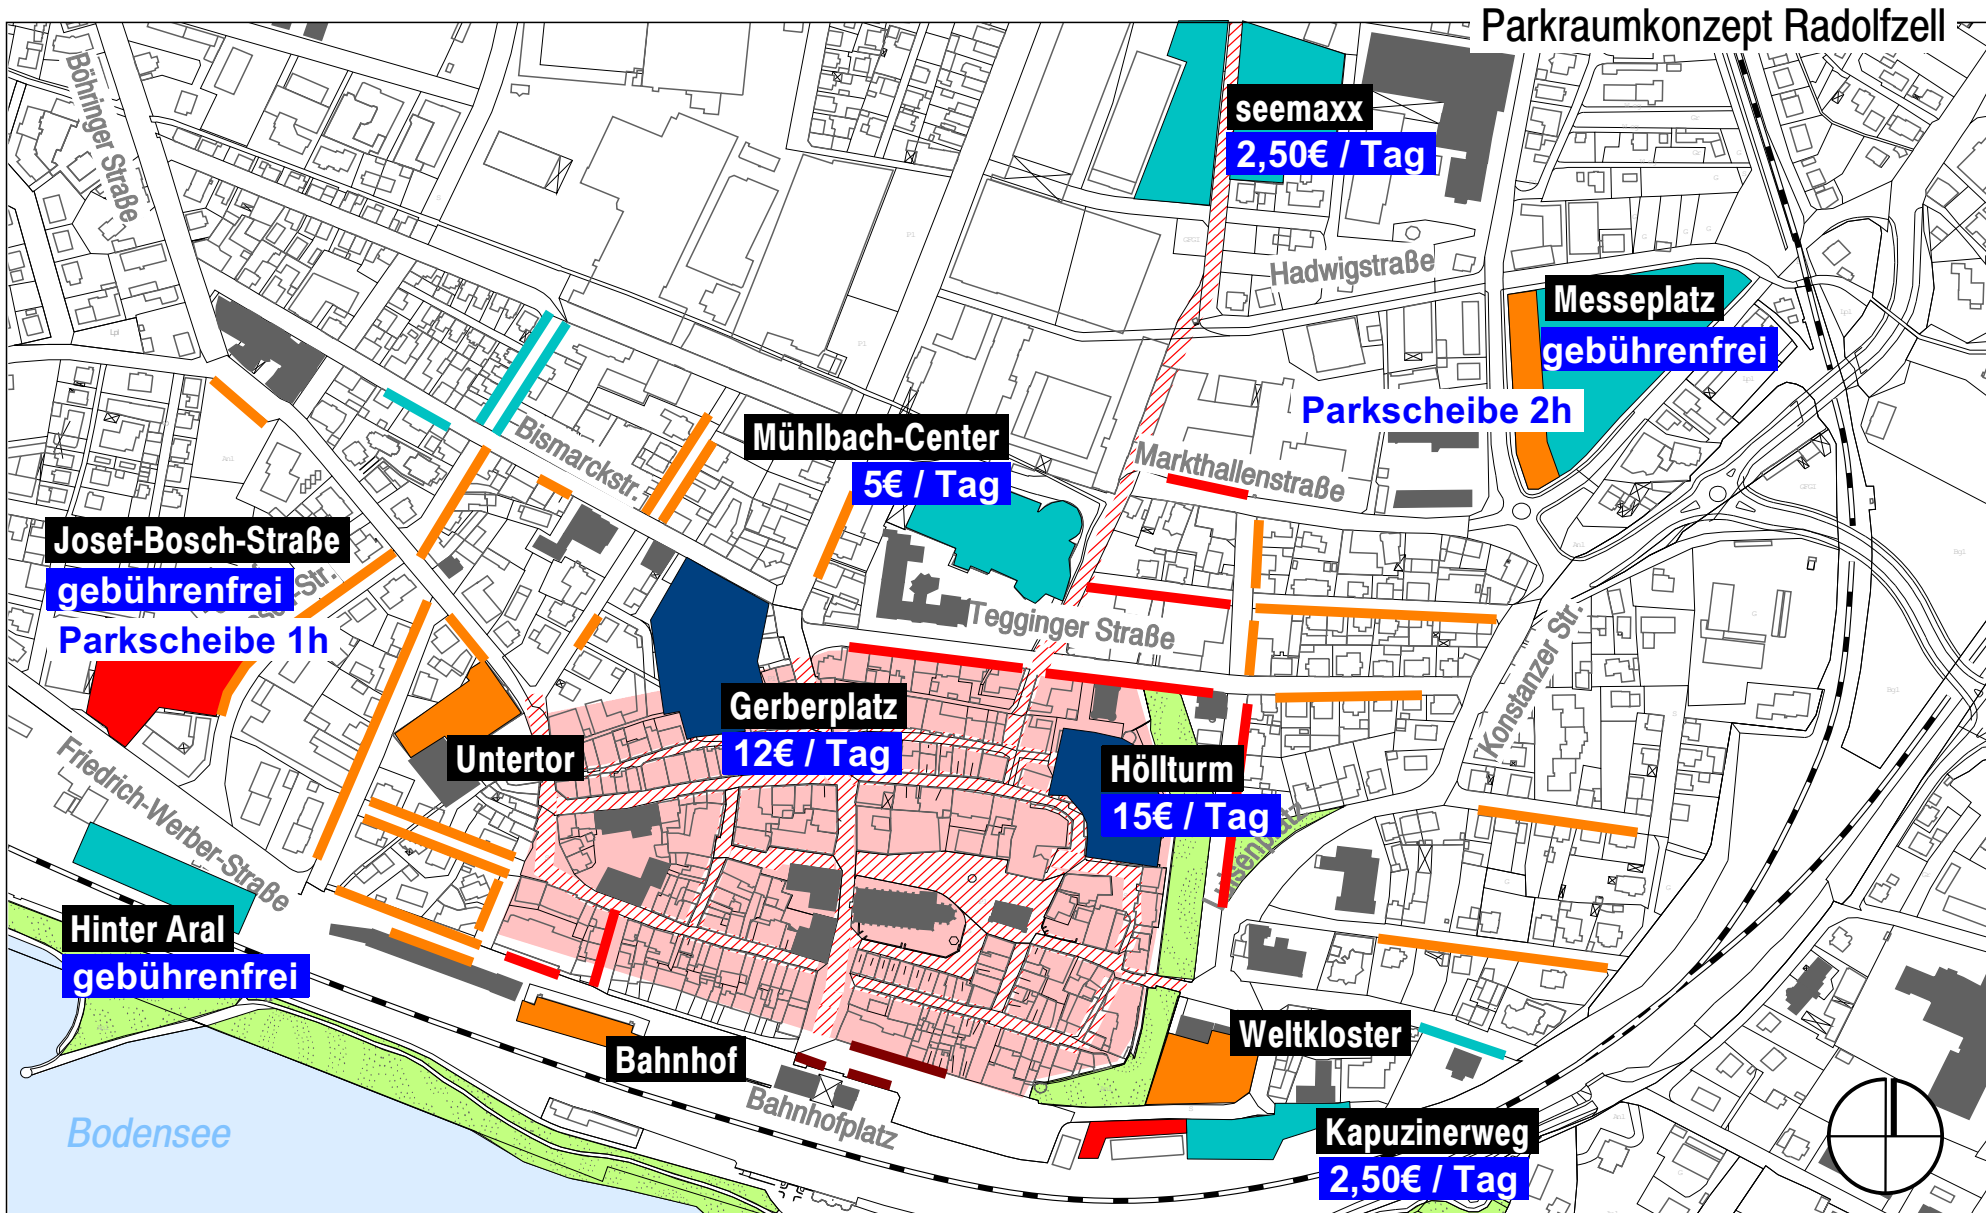 Parkraumkonzept Radolfzell
Böhringer Straße
seemaxx
2,50€ / Tag
Hadwigstraße
Messeplatz
gebührenfrei
Parkscheibe 2h
Bismarckstr.
Mühlbach-Center
5€ / Tag
Markthallenstraße
Josef-Bosch-Straße
gebührenfrei
Parkscheibe 1h
Tegginger Straße
Konstanzer Str.
Gerberplatz
12€ / Tag
Untertor
Höllturm
15€ / Tag
Friedrich-Werber-Straße
Hinter Aral
gebührenfrei
Bahnhof
Weltkloster
Bahnhofplatz
Bodensee
Kapuzinerweg
2,50€ / Tag